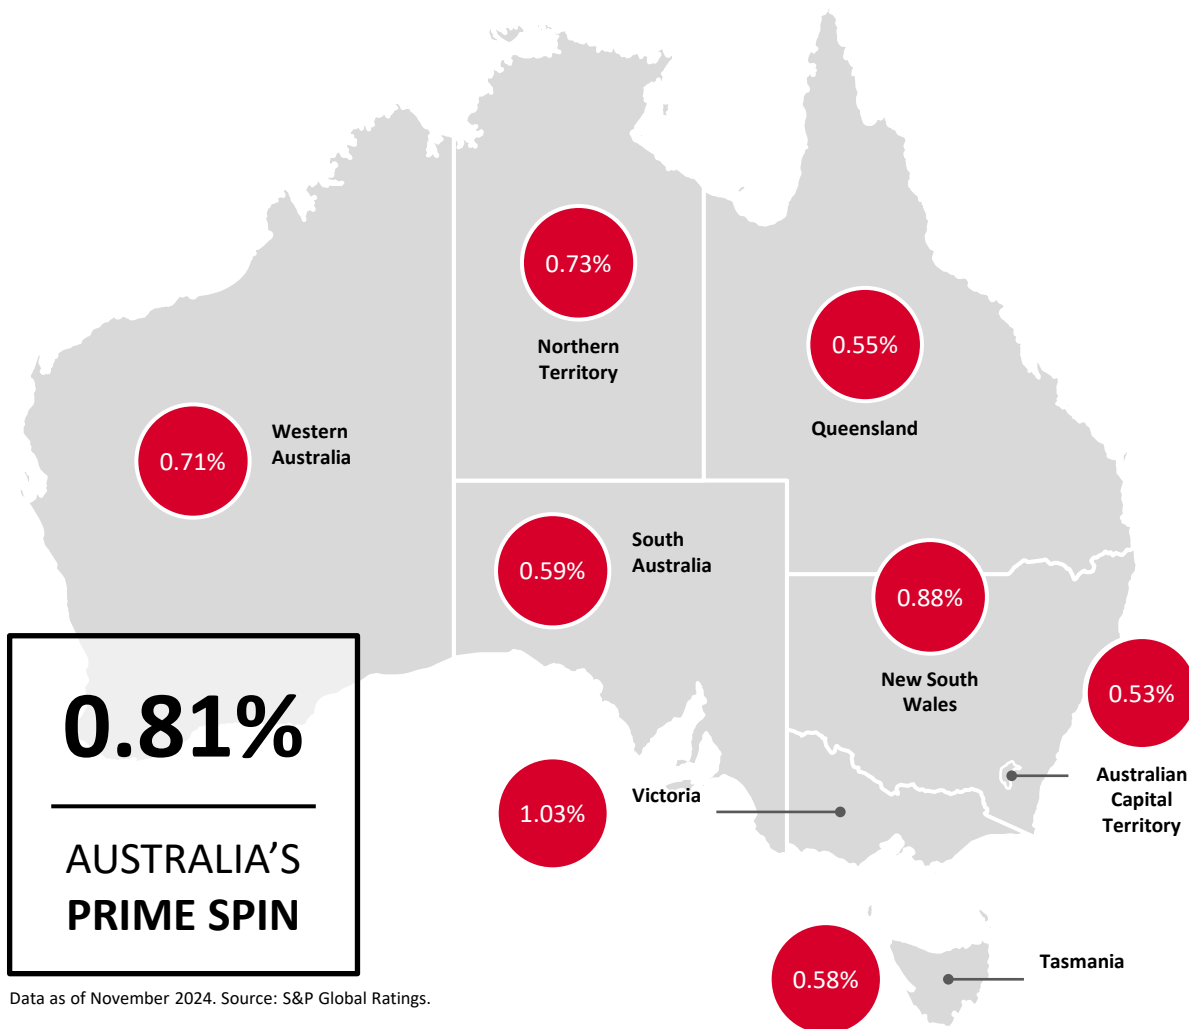 0.73%
Northern
Territory
0.55%
Queensland
Western
Australia
0.71%
South
Australia
0.59%
0.88%
New South
Wales
0.53%
Australian
Capital
Territory
Victoria
1.03%
0.81%
AUSTRALIA’S
PRIME SPIN
Tasmania
0.58%
Data as of November 2024. Source: S&P Global Ratings.